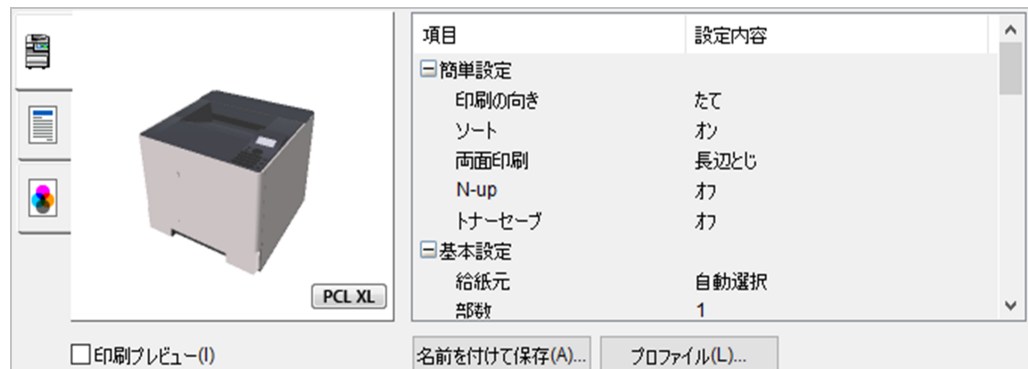 項目 設定内容
簡単設定
印刷の向き たて
ソート オン
両面印刷 長辺とじ
N-up オフ
トナーセーブ オフ
基本設定
給紙元 自動選択
部数 1
PCL XL
印刷プレビュー(I) 名前を付けて保存(A)... プロファイル(L)...